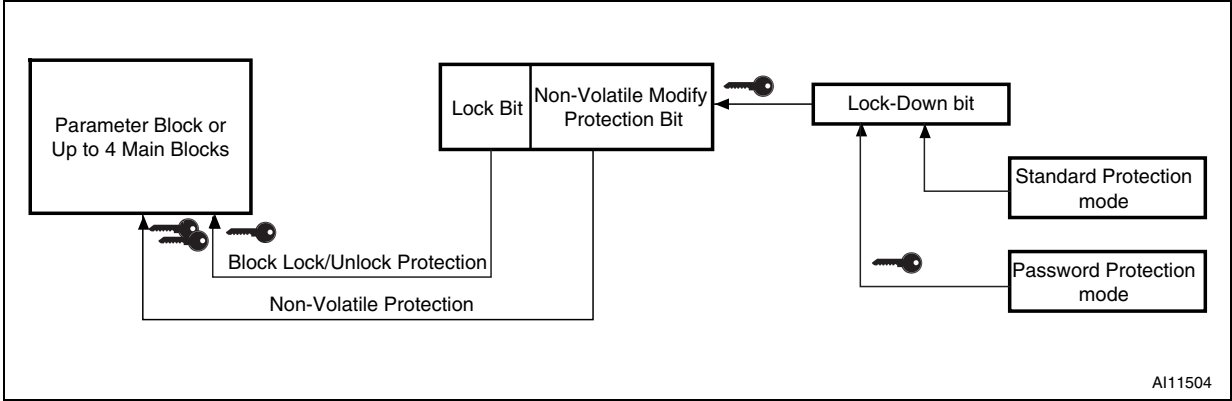 Parameter Block or
Up to 4 Main Blocks
Lock Bit
Non-Volatile Modify
Protection Bit
Lock-Down bit
Standard Protection
mode
Password Protection
mode
Block Lock/Unlock Protection
Non-Volatile Protection
AI11504